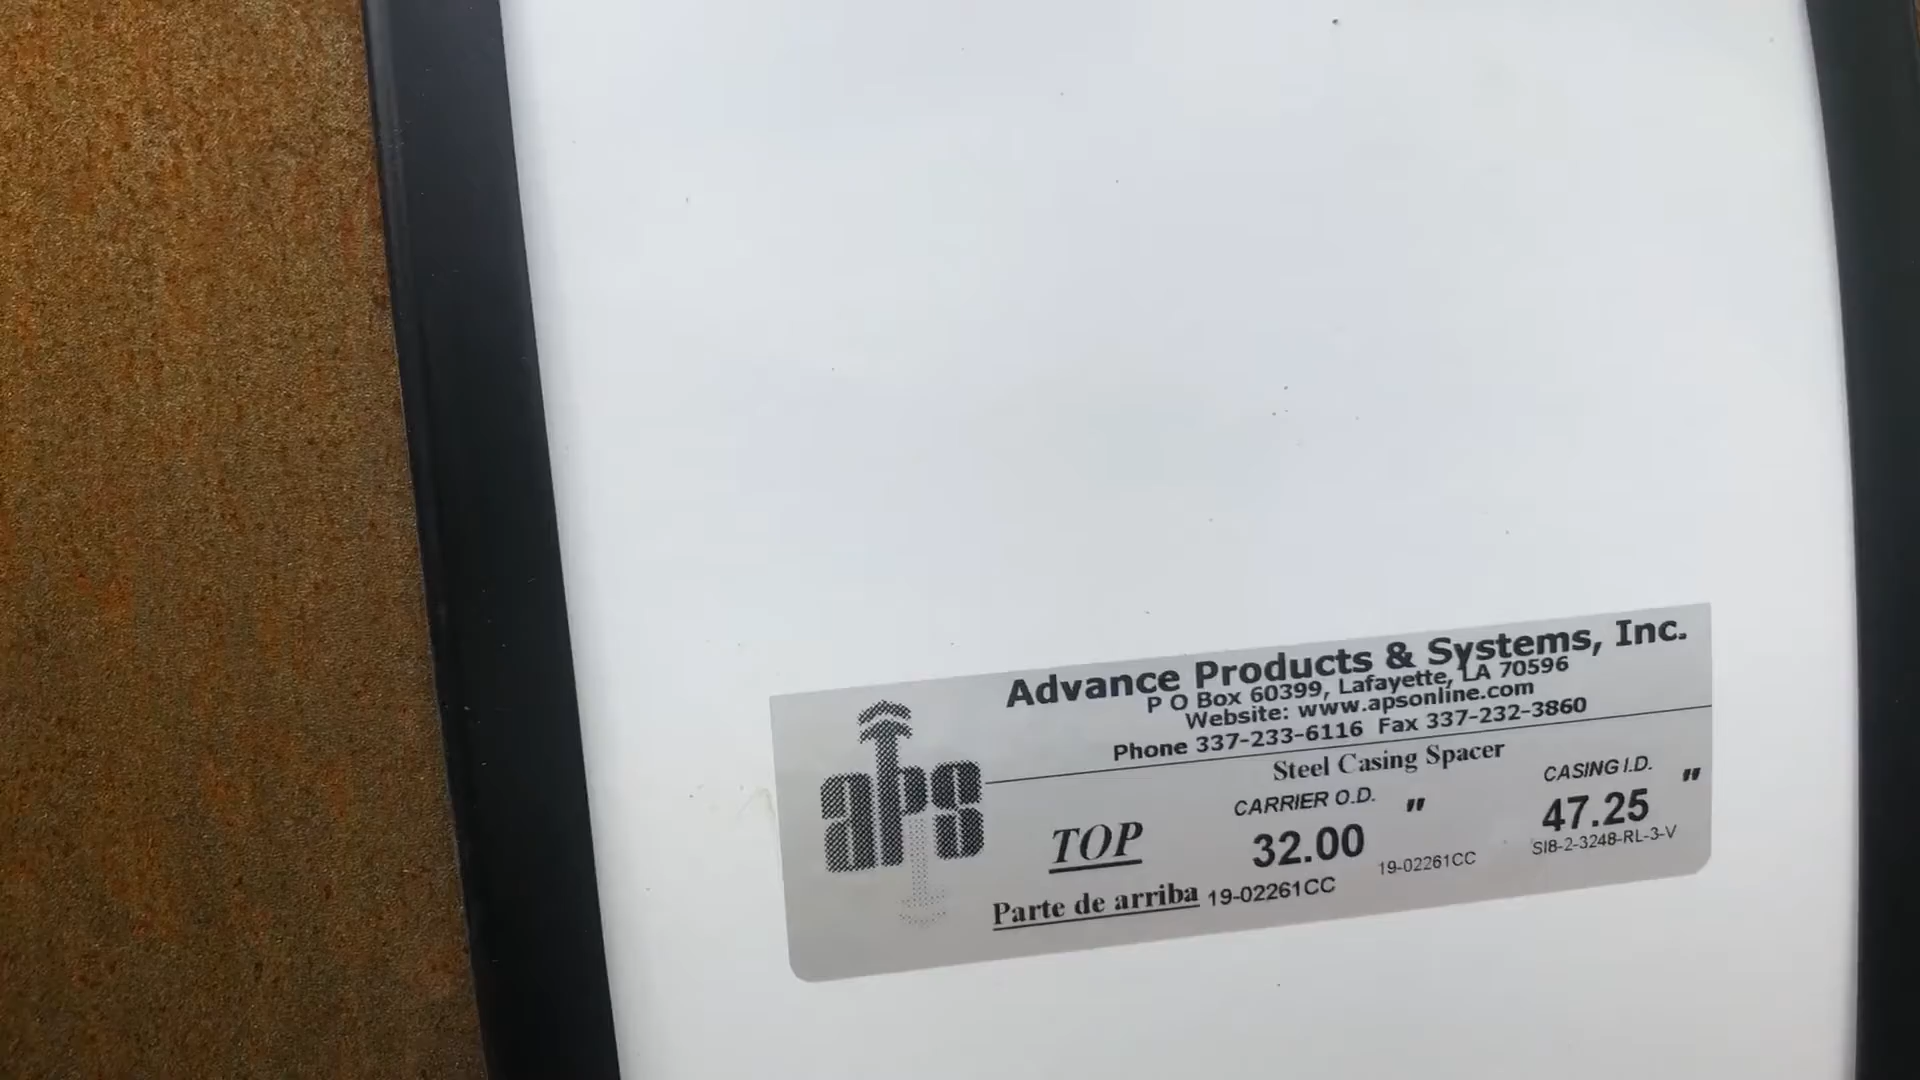 Advance Products & Systems, Inc.
P O Box 60399, Lafayette, LA 70596
Website: www.apsonline.com
Phone 337-233-6116 Fax 337-232-3860
aps
Steel Casing Spacer
CARRIER O.D. CASING I.D.
TOP 32.00 " 47.25 "
19-02261CC SI8-2-3248-RL-3-V
Parte de arriba 19-02261CC